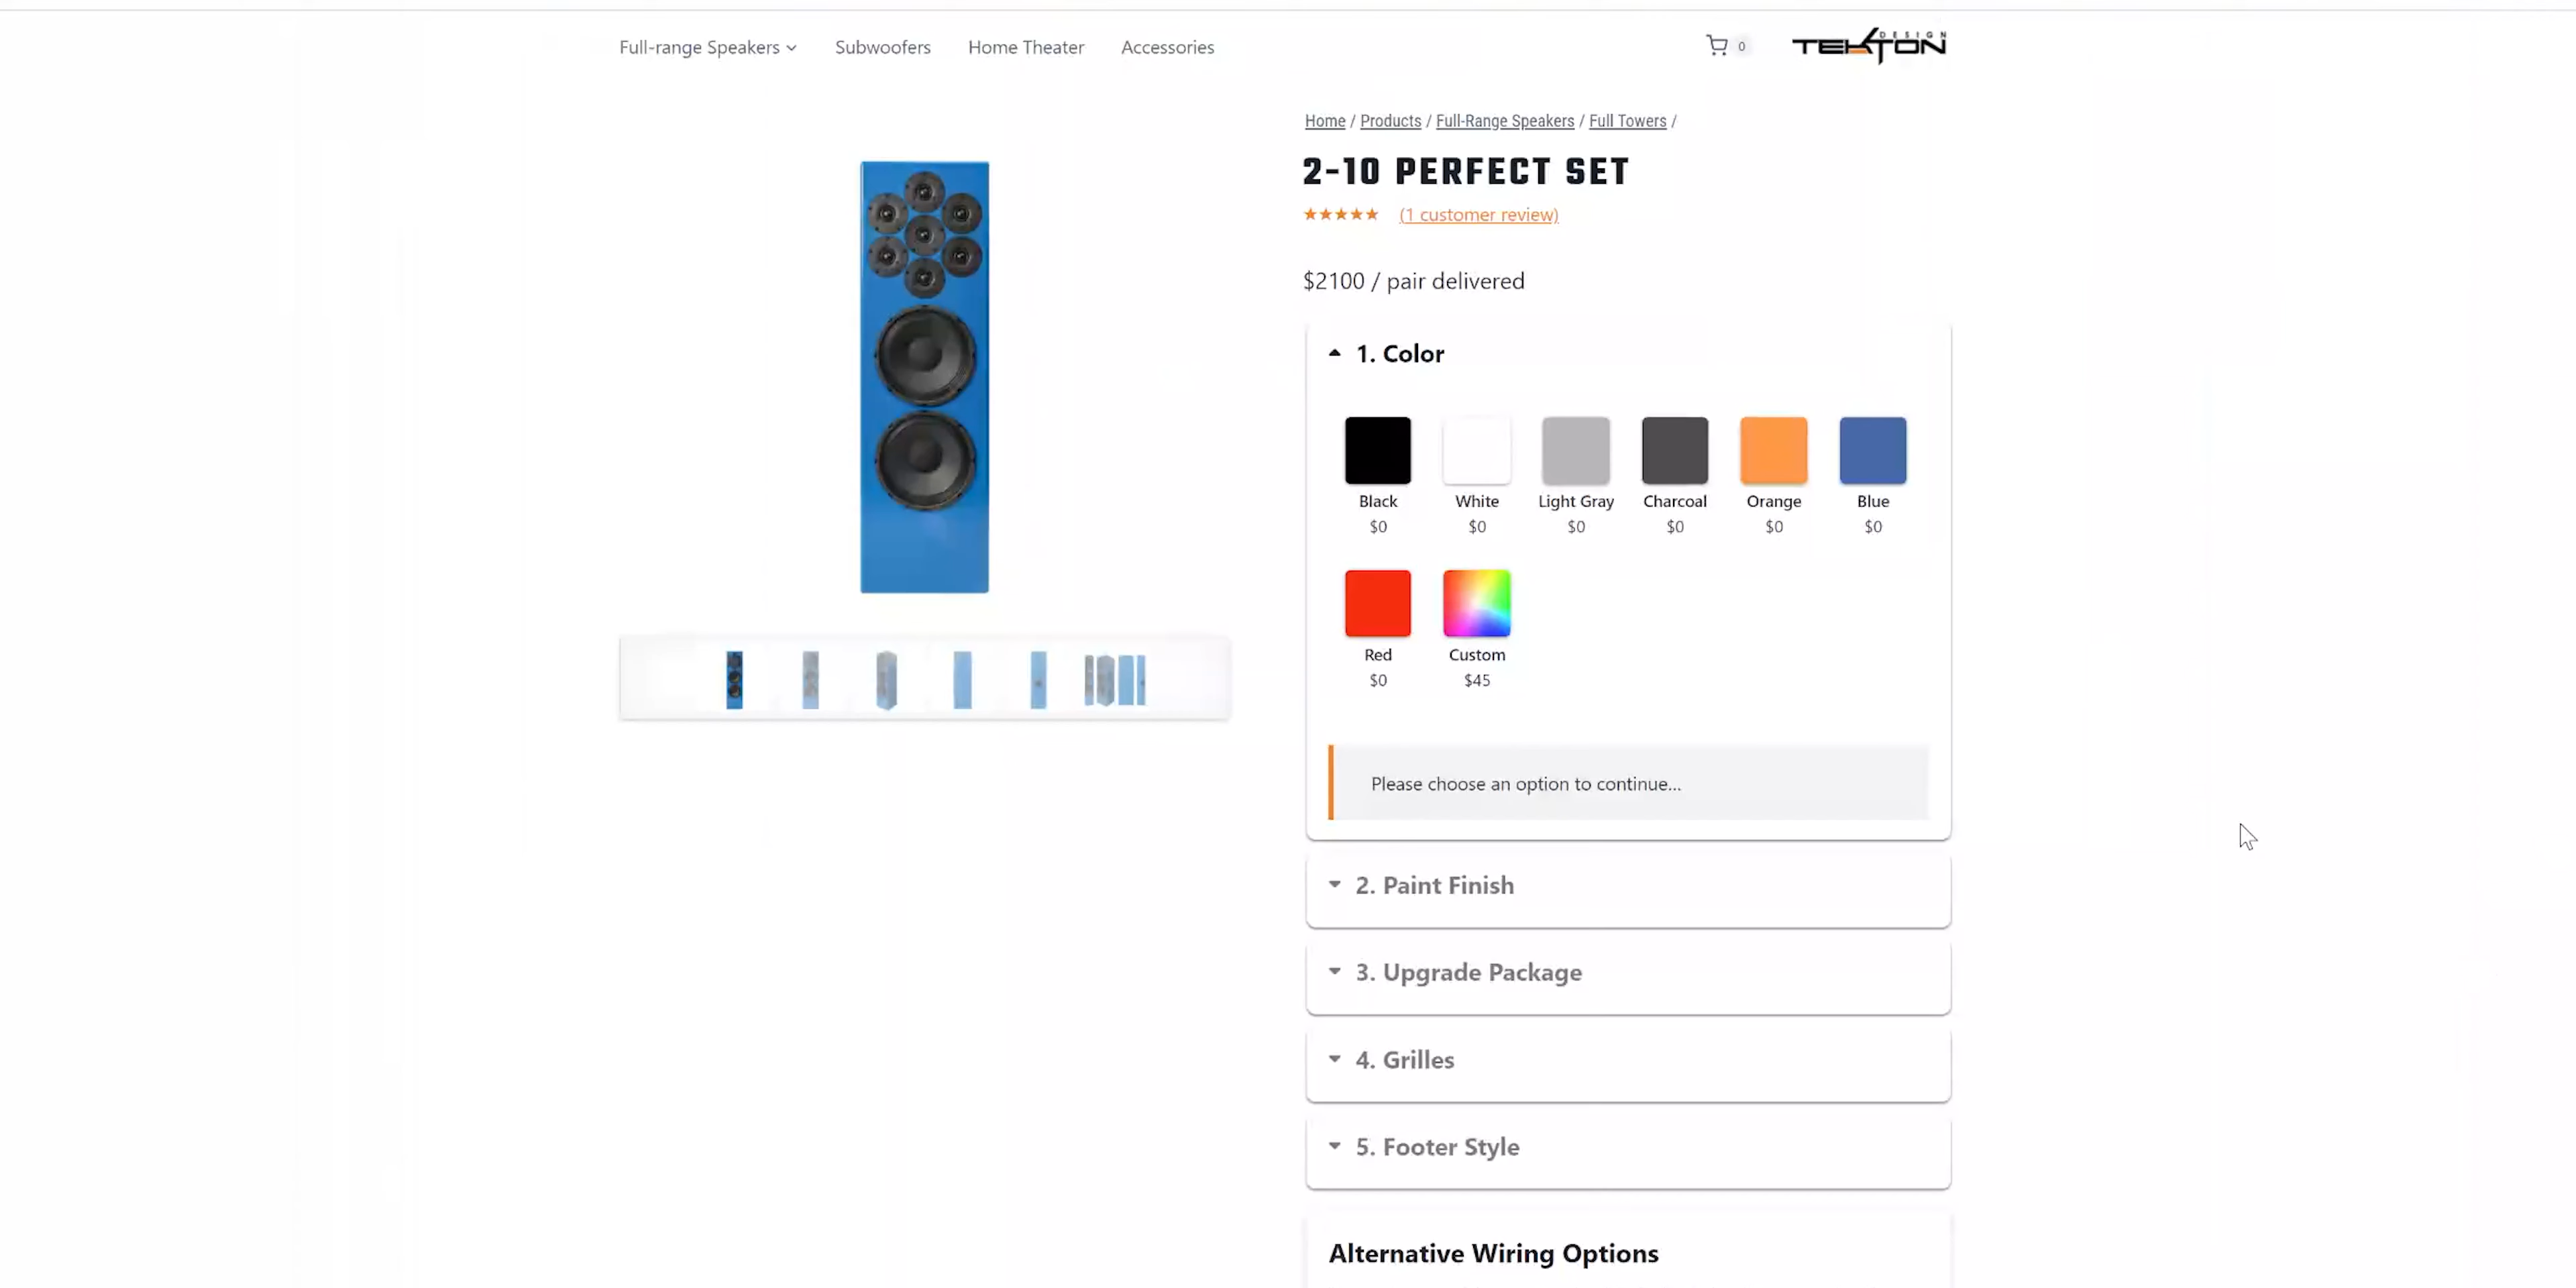 Full-range Speakers Subwoofers Home Theater Accessories 0 TEKTON DESIGN
Home / Products / Full-Range Speakers / Full Towers /
2-10 PERFECT SET
(1 customer review)
$2100 / pair delivered
1. Color
Black White Light Gray Charcoal Orange Blue
$0 $0 $0 $0 $0 $0
Red Custom
$0 $45
Please choose an option to continue...
2. Paint Finish
3. Upgrade Package
4. Grilles
5. Footer Style
Alternative Wiring Options